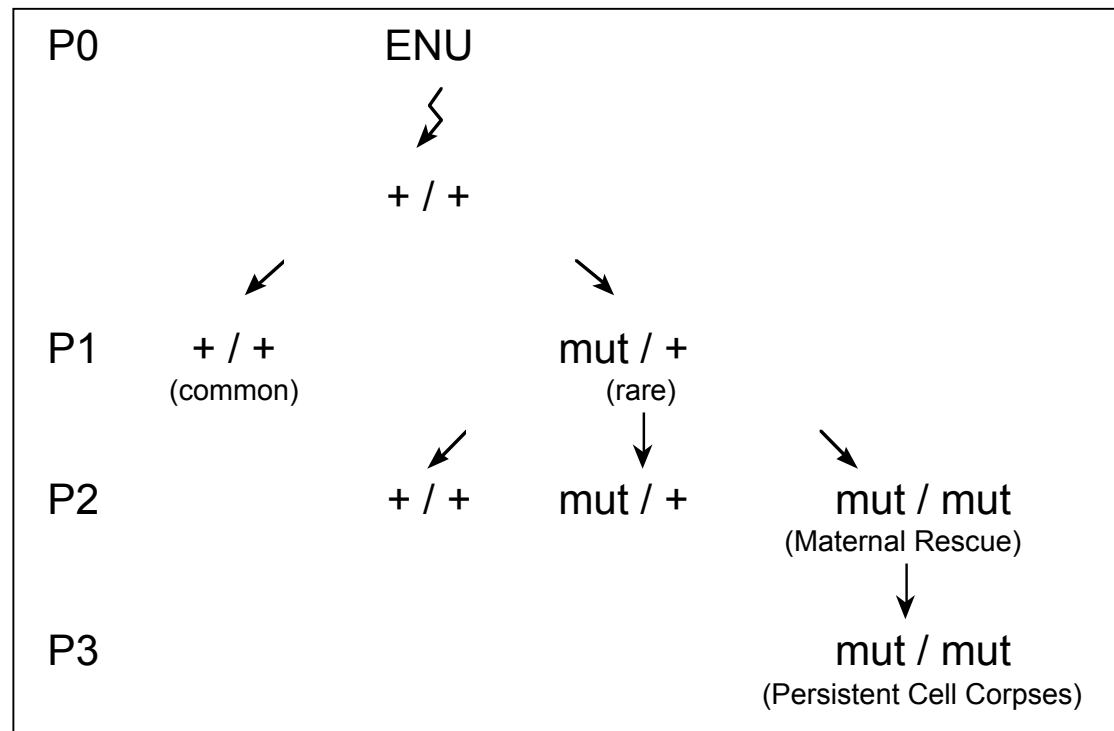 P0 ENU
+ / +
P1 + / + mut / +
(common) (rare)
P2 + / + mut / + mut / mut
(Maternal Rescue)
P3 mut / mut
(Persistent Cell Corpses)